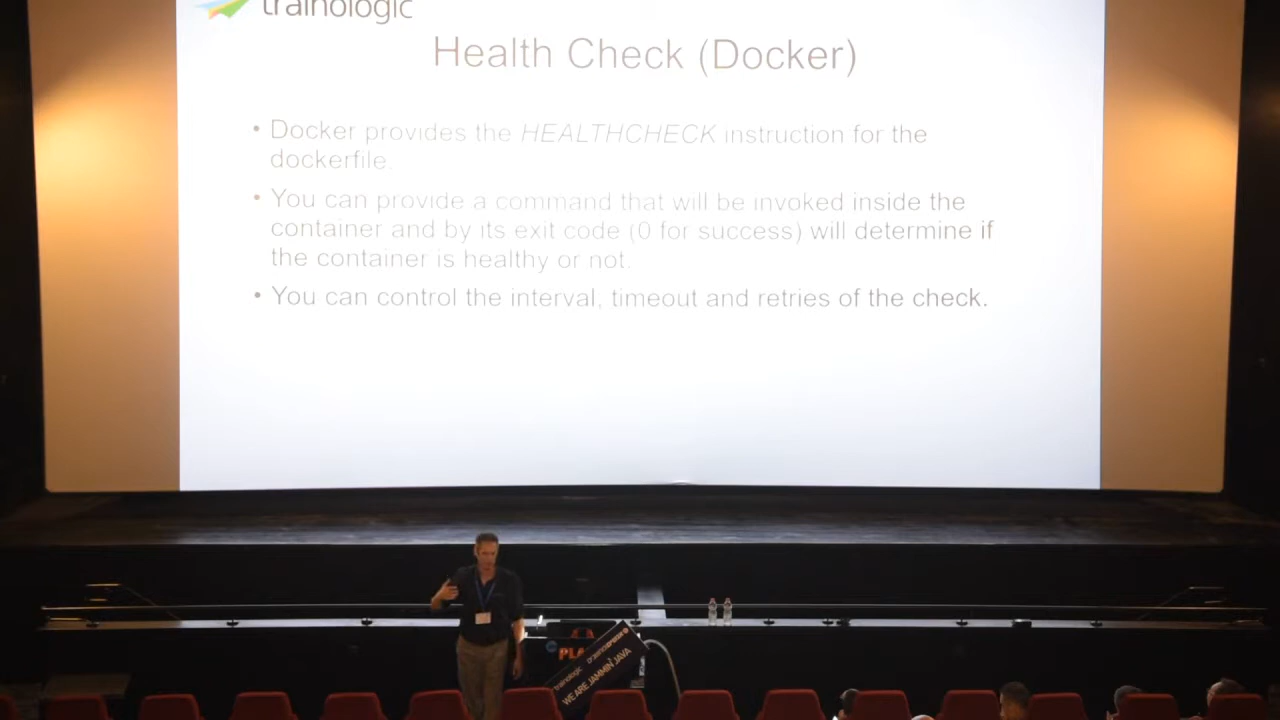 trainologic
Health Check (Docker)
• Docker provides the HEALTHCHECK instruction for the
dockerfile.
• You can provide a command that will be invoked inside the
container and by its exit code (0 for success) will determine if
the container is healthy or not.
• You can control the interval, timeout and retries of the check.
trainologic
WE ARE JAMMIN' JAVA